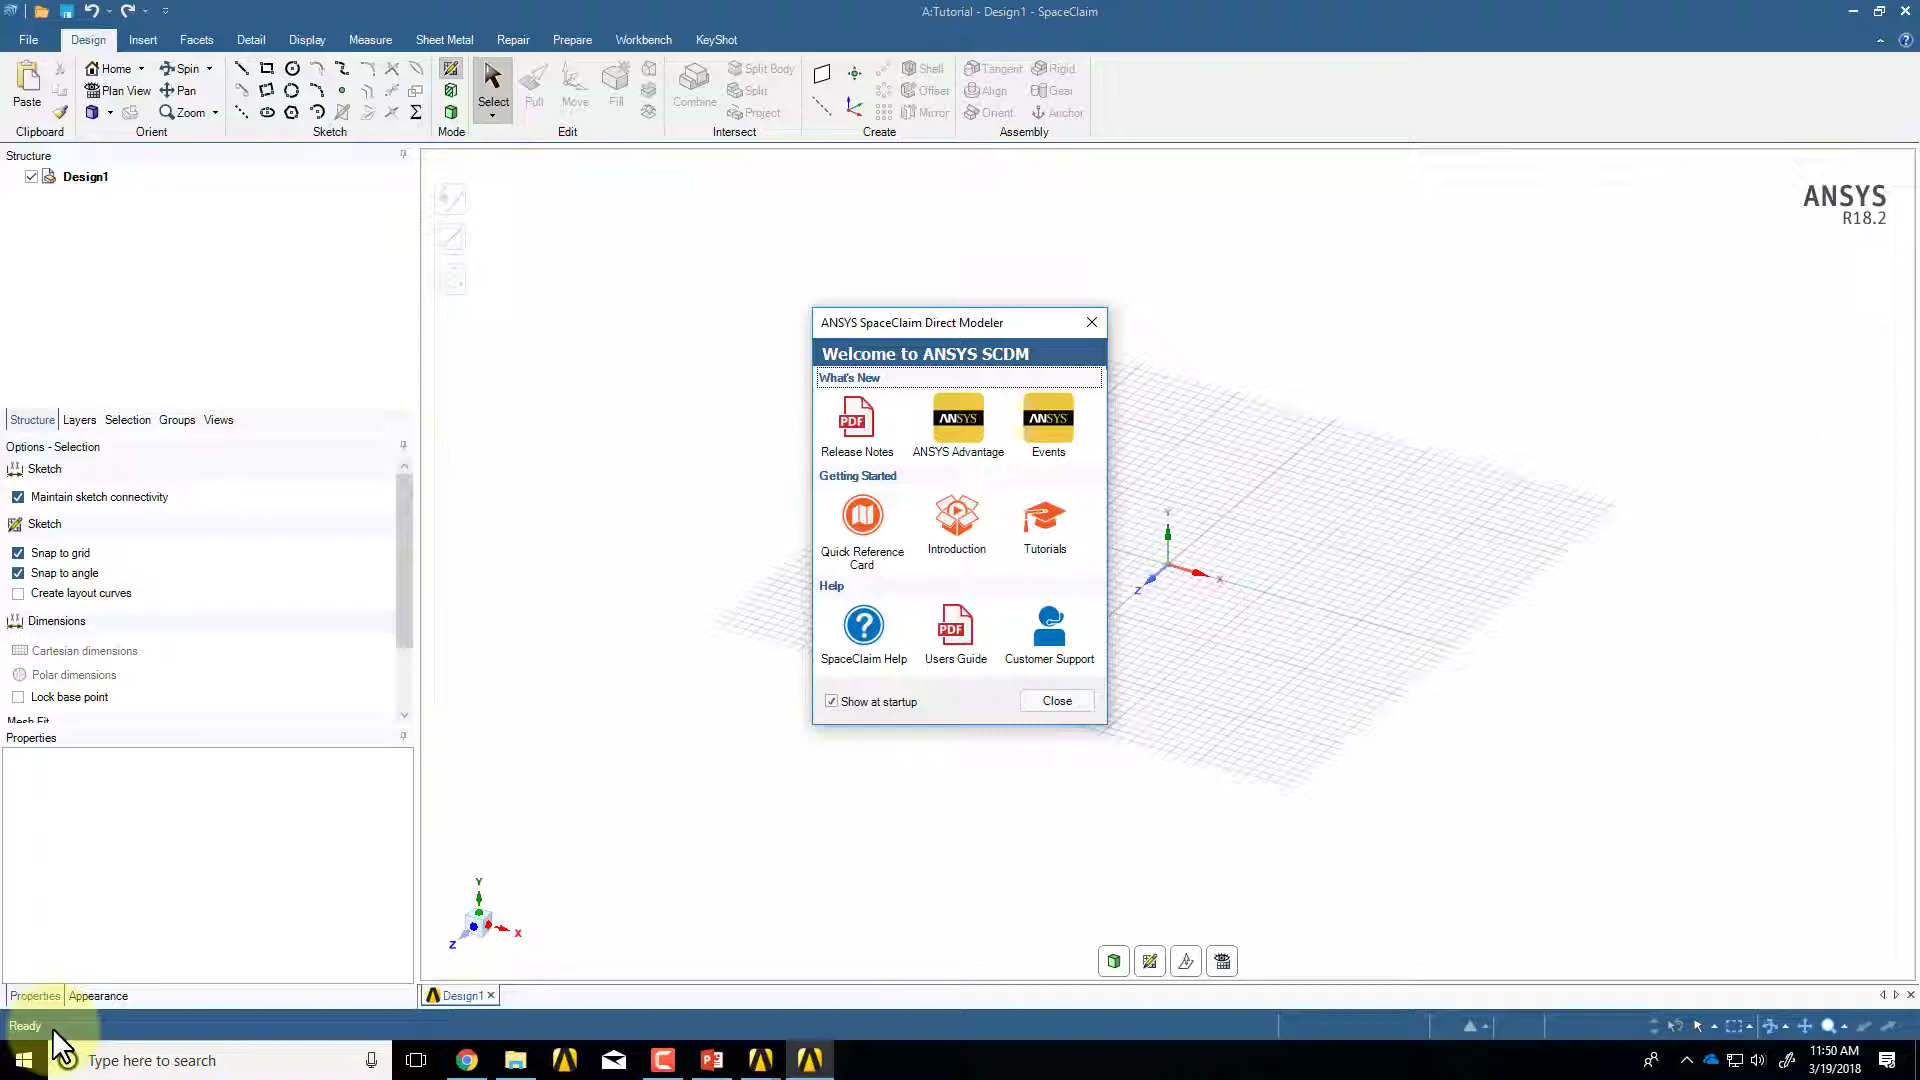 A:Tutorial - Design1 - SpaceClaim
File Design Insert Facets Detail Display Measure Sheet Metal Repair Prepare Workbench KeyShot
Home Spin Split Body Shell Tangent Rigid
Paste Plan View Pan Select Pull Move Fill Combine Split Offset Align Gear
Zoom Project Mirror Orient Anchor
Clipboard Orient Sketch Mode Edit Intersect Create Assembly
Structure
Design1
ANSYS
R18.2
Structure Layers Selection Groups Views
Options - Selection
Sketch
Maintain sketch connectivity
Sketch
Snap to grid
Snap to angle
Create layout curves
Dimensions
Cartesian dimensions
Polar dimensions
Lock base point
Mesh Fit
Properties
Properties Appearance
ANSYS SpaceClaim Direct Modeler
Welcome to ANSYS SCDM
What's New
PDF ANSYS ANSYS
Release Notes ANSYS Advantage Events
Getting Started
Quick Reference Card Introduction Tutorials
Help
? PDF
SpaceClaim Help Users Guide Customer Support
Show at startup Close
Y
X
Z
Y
X
Z
Design1
Ready
Type here to search
11:50 AM
3/19/2018